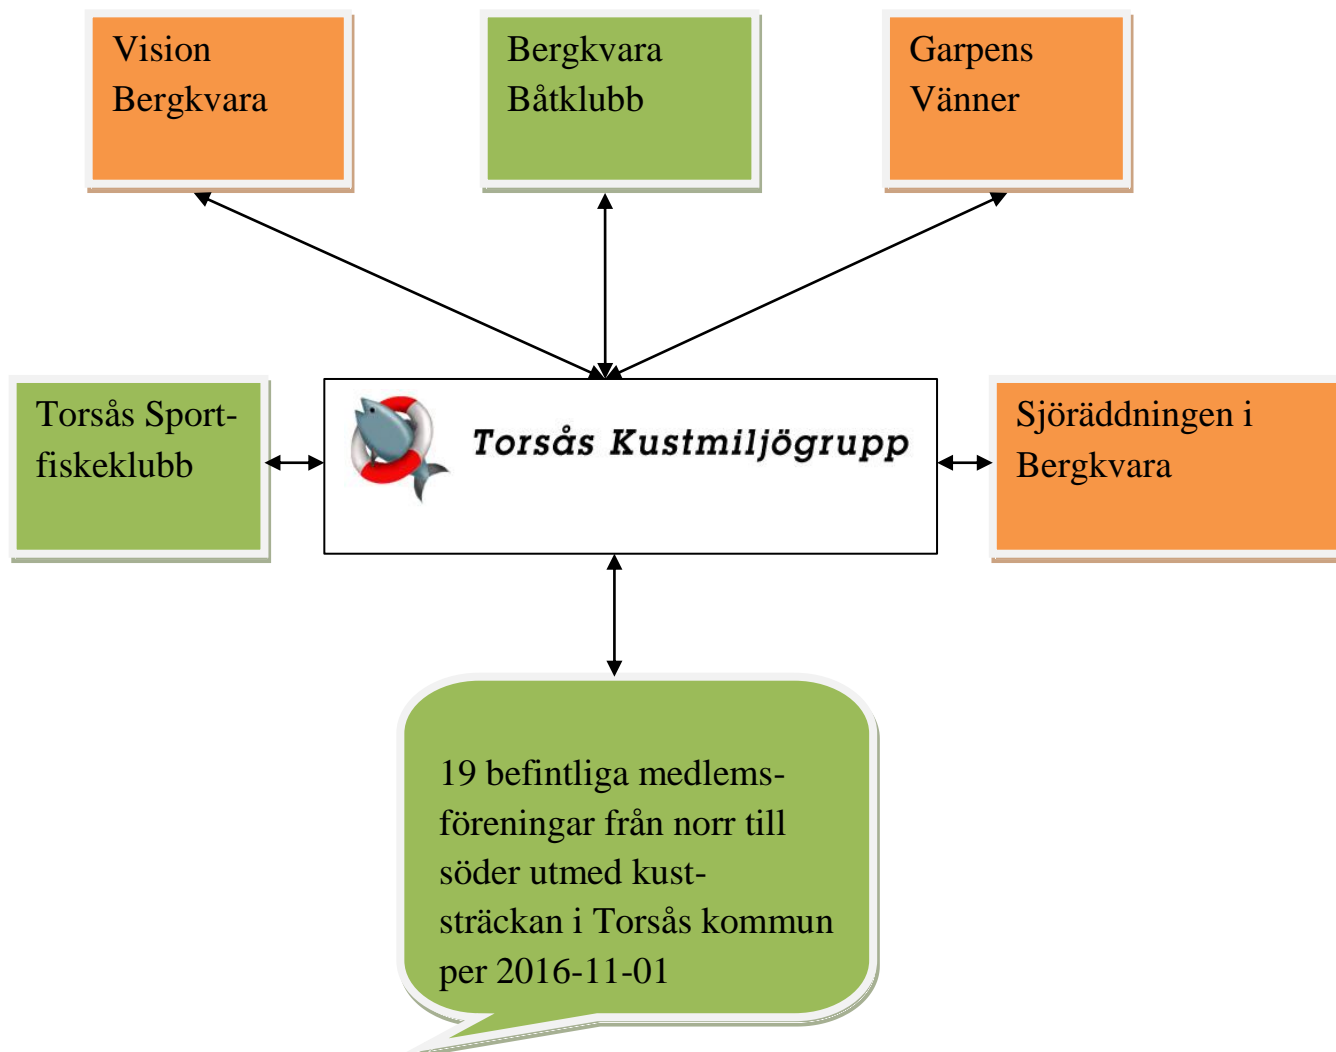 Vision
Bergkvara
Bergkvara
Båtklubb
Garpens
Vänner
Torsås Sport-
fiskeklubb
Torsås Kustmiljögrupp
Sjöräddningen i
Bergkvara
19 befintliga medlems-
föreningar från norr till
söder utmed kust-
sträckan i Torsås kommun
per 2016-11-01